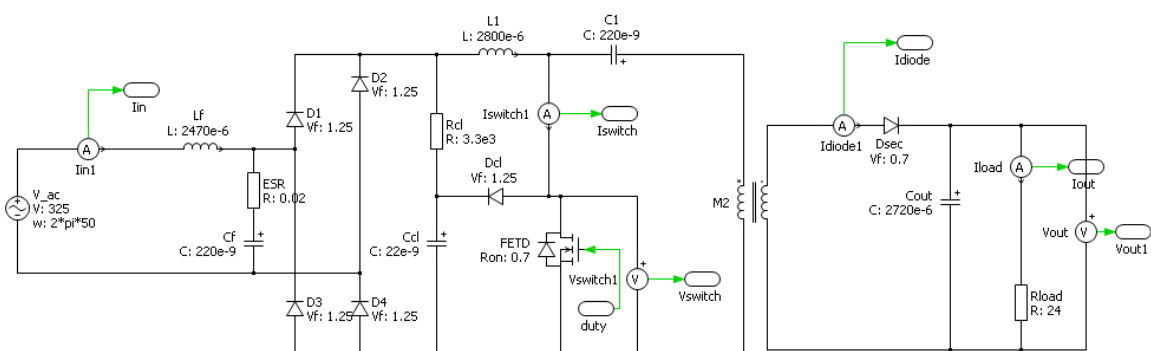 L1
L: 2800e-6
C1
C: 220e-9
Idiode
D2
Vf: 1.25
Iin
A
Iswitch1
Iswitch
D1
Vf: 1.25
Lf
L: 2470e-6
Rcl
R: 3.3e3
A
Idiode1
Dsec
Vf: 0.7
A
Iin1
Dcl
Vf: 1.25
Iload
A
Iout
V_ac
V: 325
w: 2*pi*50
ESR
R: 0.02
M2
Cout
C: 2720e-6
Cf
C: 220e-9
Ccl
C: 22e-9
FETD
Ron: 0.7
Vswitch1
V
Vswitch
Vout
V
Vout1
D3
Vf: 1.25
D4
Vf: 1.25
duty
Rload
R: 24